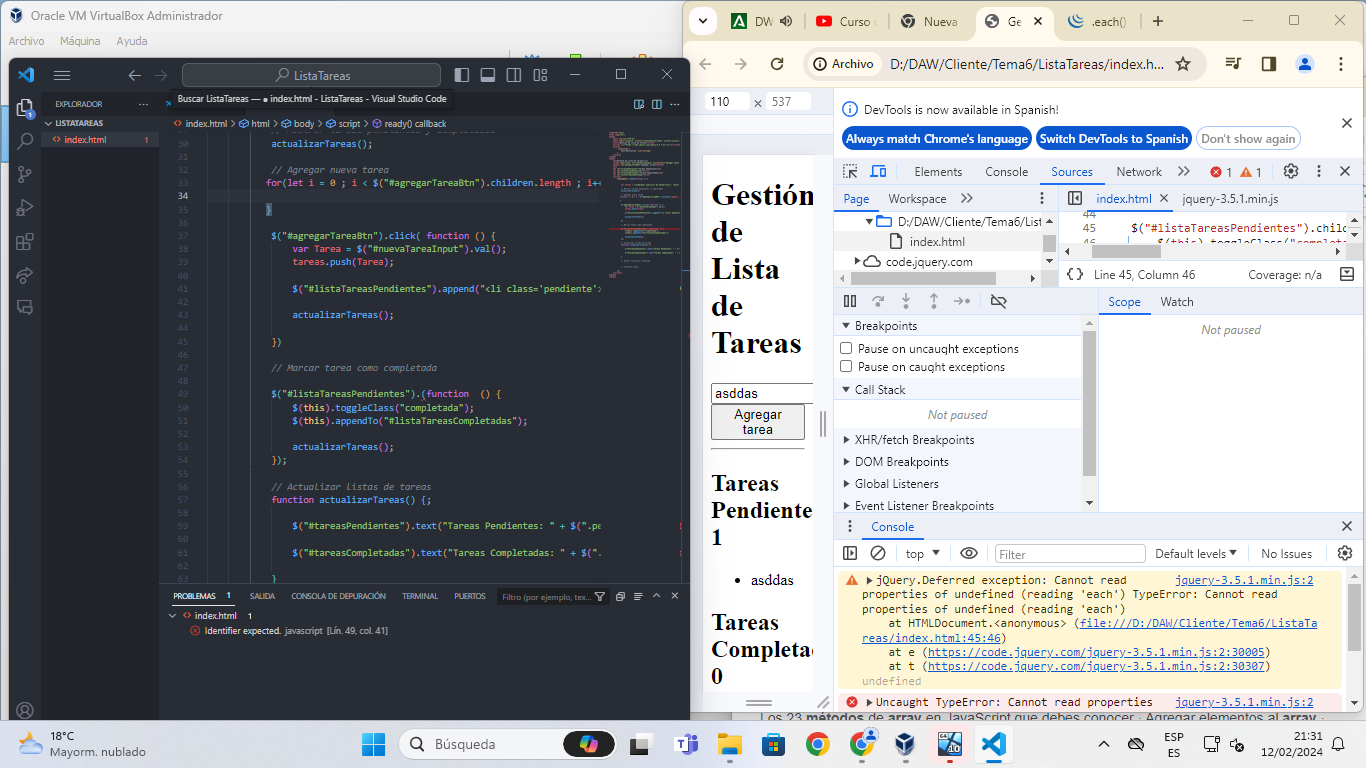 Oracle VM VirtualBox Administrador
Archivo Máquina Ayuda
ListaTareas
Buscar ListaTareas — ● index.html - ListaTareas - Visual Studio Code
EXPLORADOR
LISTATAREAS
index.html 1
index.html > html > body > script > ready() callback
30 actualizarTareas();
31
32 // Agregar nueva tarea
33 for(let i = 0 ; i < $("#agregarTareaBtn").children.length ; i++
34
35 }
36
37 $("#agregarTareaBtn").click( function () {
38 var Tarea = $("#nuevaTareaInput").val();
39 tareas.push(Tarea);
40
41 $("#listaTareasPendientes").append("<li class='pendiente'>
42
43 actualizarTareas();
44
45 })
46
47 // Marcar tarea como completada
48
49 $("#listaTareasPendientes").(function () {
50 $(this).toggleClass("completada");
51 $(this).appendTo("#listaTareasCompletadas");
52
53 actualizarTareas();
54 });
55
56 // Actualizar listas de tareas
57 function actualizarTareas() {;
58
59 $("#tareasPendientes").text("Tareas Pendientes: " + $(".pe
60
61 $("#tareasCompletadas").text("Tareas Completadas: " + $(".
62
63 }
PROBLEMAS 1 SALIDA CONSOLA DE DEPURACIÓN TERMINAL PUERTOS Filtro (por ejemplo, tex...
index.html 1
Identifier expected. javascript [Lín. 49, col. 41]
DW
Curso
Nueva
Ge
.each()
Archivo D:/DAW/Cliente/Tema6/ListaTareas/index.h...
110 × 537
Gestión
de
Lista
de
Tareas
asddas
Agregar
tarea
Tareas
Pendiente
1
• asddas
Tareas
Completa
0
DevTools is now available in Spanish!
Always match Chrome's language Switch DevTools to Spanish Don't show again
Elements Console Sources Network 1 1
Page Workspace index.html jquery-3.5.1.min.js
D:/DAW/Cliente/Tema6/List
index.html
code.jquery.com
44
45 $("#listaTareasPendientes").chil
46 $(this).toggleClass("complet
{} Line 45, Column 46 Coverage: n/a
Breakpoints
Pause on uncaught exceptions
Pause on caught exceptions
Call Stack
Not paused
XHR/fetch Breakpoints
DOM Breakpoints
Global Listeners
Event Listener Breakpoints
Scope Watch
Not paused
Console
top Filter Default levels No Issues
jQuery.Deferred exception: Cannot read jquery-3.5.1.min.js:2
properties of undefined (reading 'each') TypeError: Cannot read
properties of undefined (reading 'each')
at HTMLDocument.<anonymous> (file:///D:/DAW/Cliente/Tema6/ListaTa
reas/index.html:45:46)
at e (https://code.jquery.com/jquery-3.5.1.min.js:2:30005)
at t (https://code.jquery.com/jquery-3.5.1.min.js:2:30307)
undefined
Uncaught TypeError: Cannot read properties jquery-3.5.1.min.js:2
Los 23 métodos de array en JavaScript que debes conocer · Agregar elementos al array ·
18°C
Mayorm. nublado
Búsqueda
ESP
ES
21:31
12/02/2024